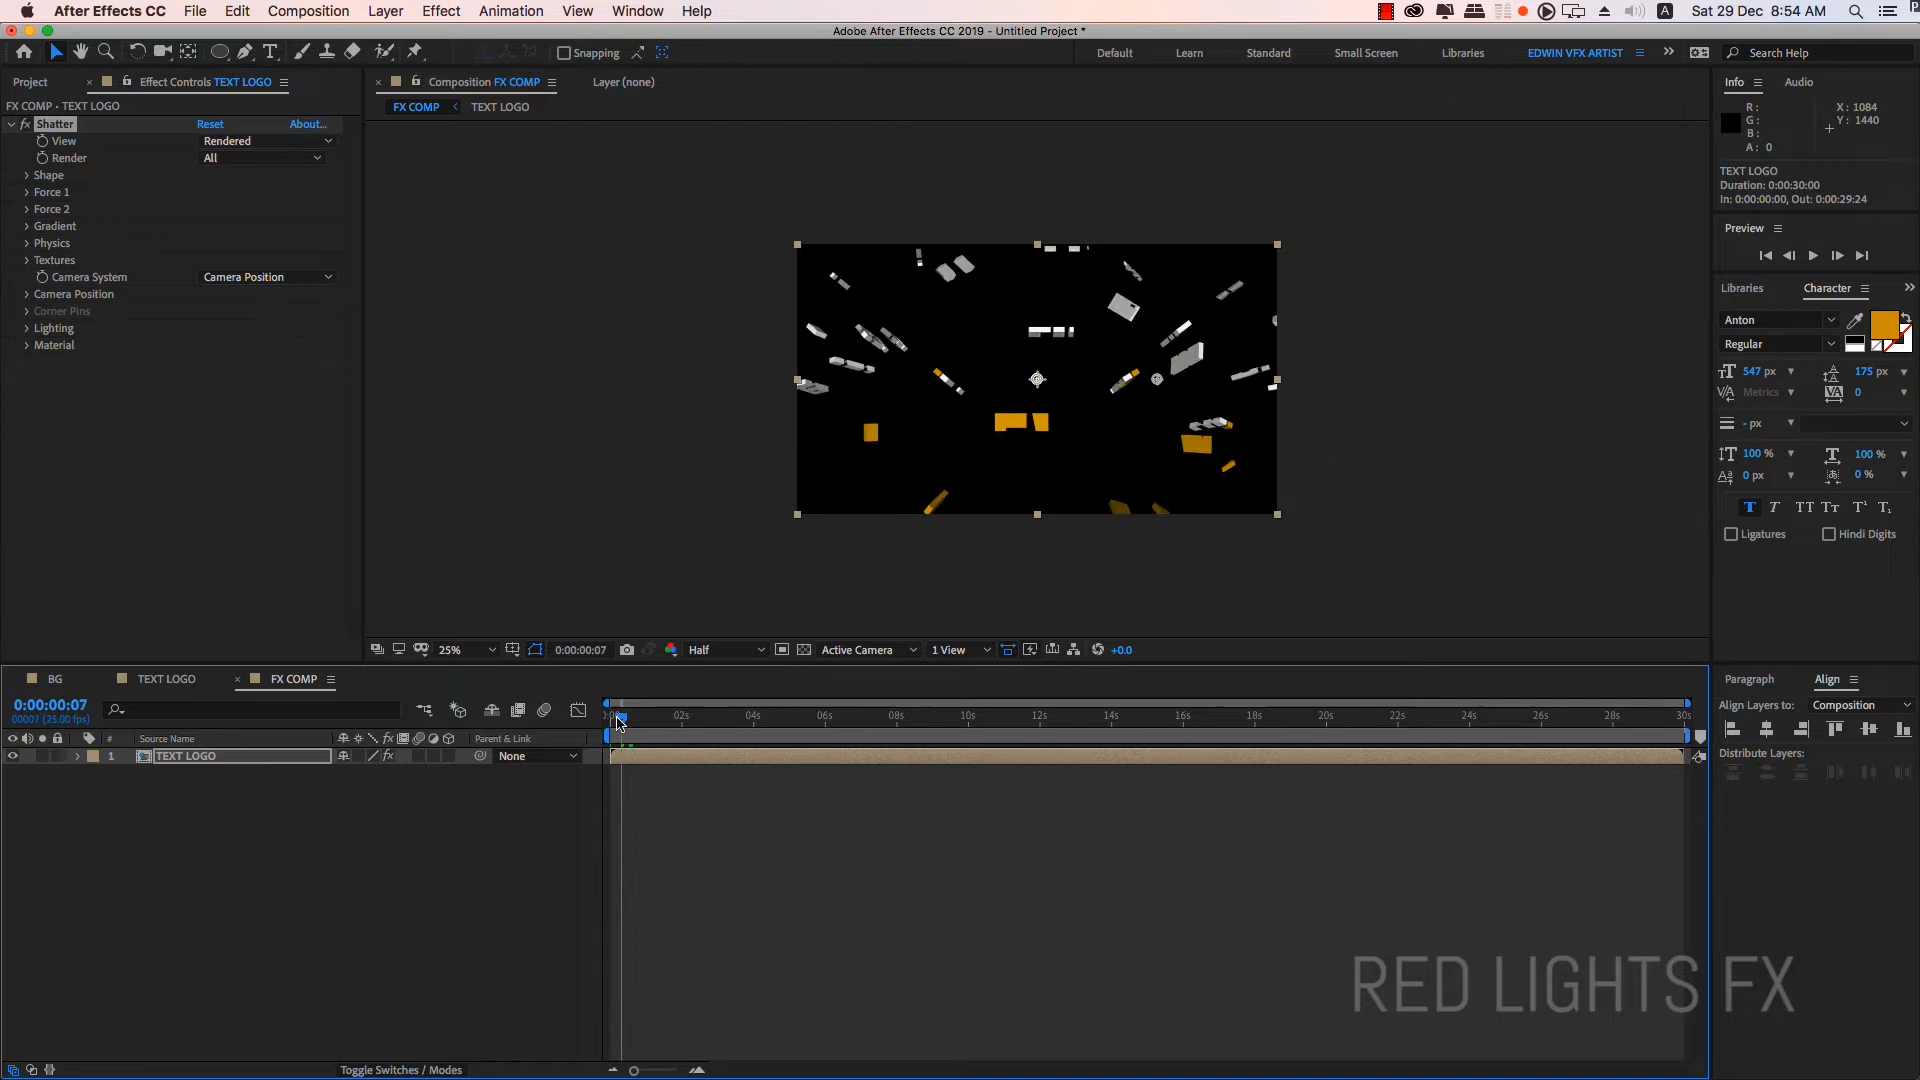 After Effects CC File Edit Composition Layer Effect Animation View Window Help
A Sat 29 Dec 8:54 AM
Adobe After Effects CC 2019 - Untitled Project *
Snapping
Default Learn Standard Small Screen Libraries EDWIN VFX ARTIST Search Help
Project Effect Controls TEXT LOGO
Composition FX COMP Layer (none)
Info Audio
FX COMP • TEXT LOGO
FX COMP TEXT LOGO
R: X: 1084
G: Y: 1440
B:
A: 0
fx Shatter Reset About...
View Rendered
Render All
Shape
Force 1
Force 2
Gradient
Physics
Textures
Camera System Camera Position
Camera Position
Corner Pins
Lighting
Material
TEXT LOGO
Duration: 0:00:30:00
In: 0:00:00:00, Out: 0:00:29:24
Preview
Libraries Character
Anton
Regular
547 px 175 px
Metrics 0
- px
100 % 100 %
0 px 0 %
Ligatures Hindi Digits
25% 0:00:00:07 Half Active Camera 1 View +0.0
BG TEXT LOGO FX COMP
Paragraph Align
0:00:00:07
00007 (25.00 fps)
02s 04s 06s 08s 10s 12s 14s 16s 18s 20s 22s 24s 26s 28s 30s
Align Layers to: Composition
# Source Name Parent & Link
1 TEXT LOGO None
Distribute Layers:
RED LIGHTS FX
Toggle Switches / Modes